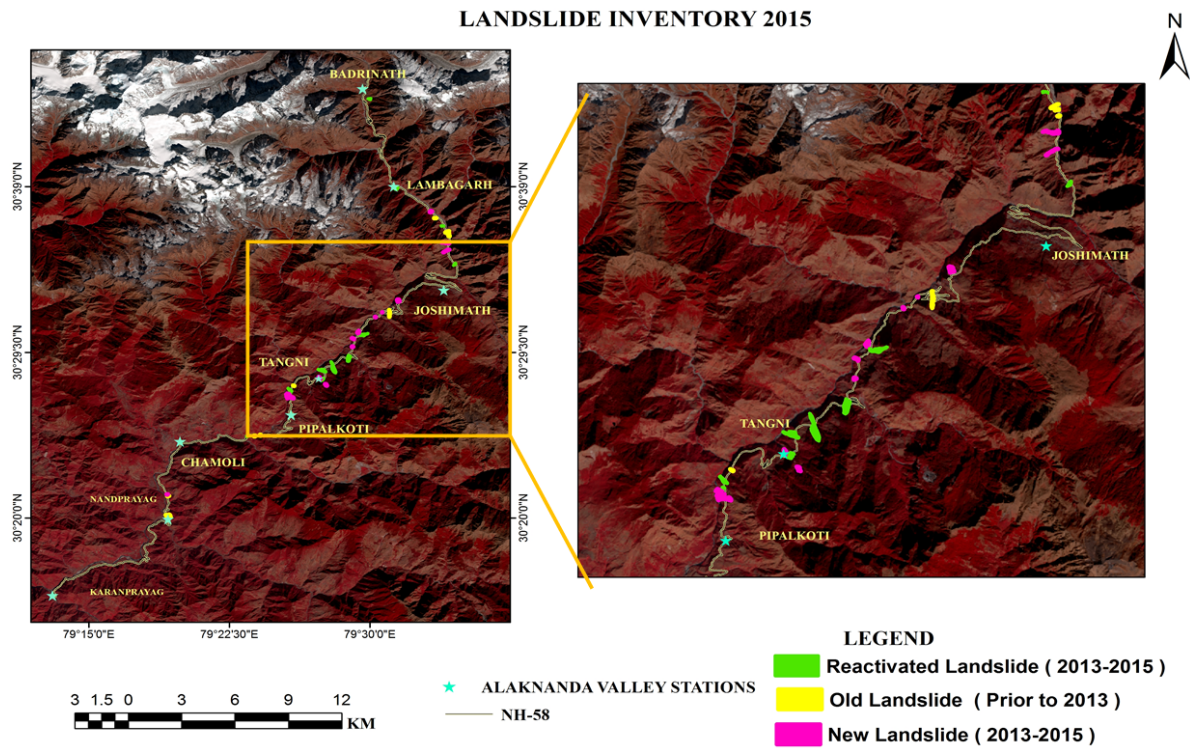 LANDSLIDE INVENTORY 2015
N
BADRINATH
30°39'0"N
LAMBAGARH
30°39'0"N
JOSHIMATH
30°29'30"N
TANGNI
30°29'30"N
PIPALKOTI
CHAMOLI
NANDPRAYAG
30°20'0"N
30°20'0"N
KARANPRAYAG
79°15'0"E
79°22'30"E
79°30'0"E
JOSHIMATH
TANGNI
PIPALKOTI
LEGEND
Reactivated Landslide ( 2013-2015 )
Old Landslide ( Prior to 2013 )
New Landslide ( 2013-2015 )
ALAKNANDA VALLEY STATIONS
NH-58
3 1.5 0 3 6 9 12
KM